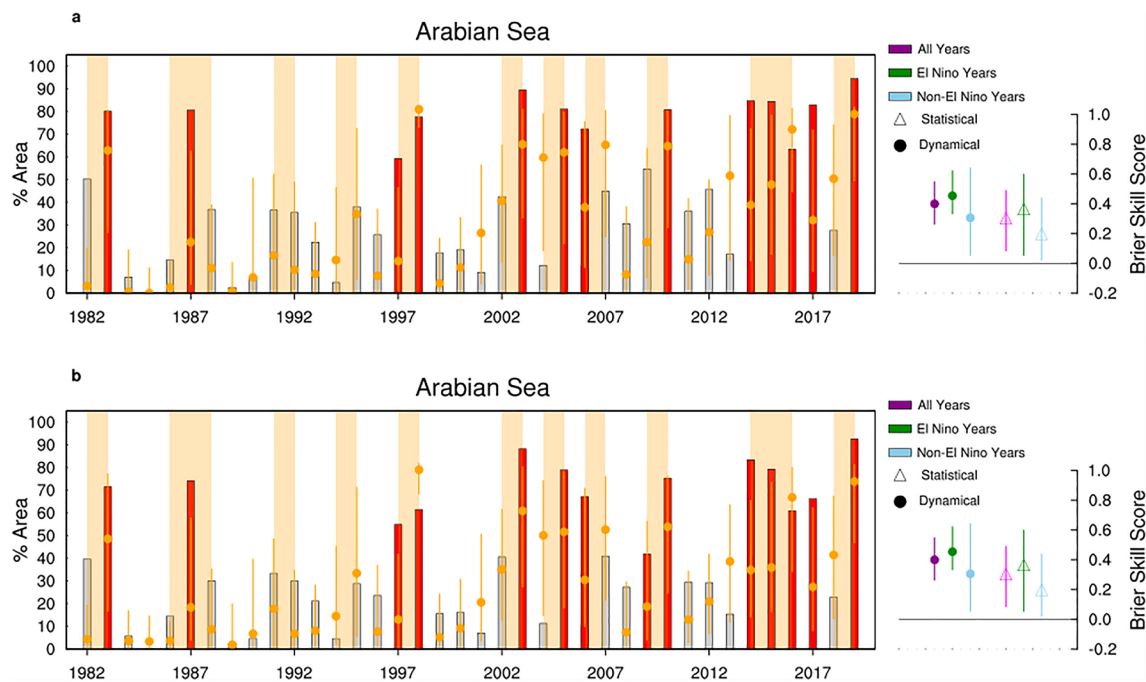 a
Arabian Sea
100
90
80
70
60
50
40
30
20
10
0
% Area
1982 1987 1992 1997 2002 2007 2012 2017
All Years
El Nino Years
Non-El Nino Years
Statistical
Dynamical
1.0
0.8
0.6
0.4
0.2
0.0
-0.2
Brier Skill Score
b
Arabian Sea
100
90
80
70
60
50
40
30
20
10
0
% Area
1982 1987 1992 1997 2002 2007 2012 2017
All Years
El Nino Years
Non-El Nino Years
Statistical
Dynamical
1.0
0.8
0.6
0.4
0.2
0.0
-0.2
Brier Skill Score